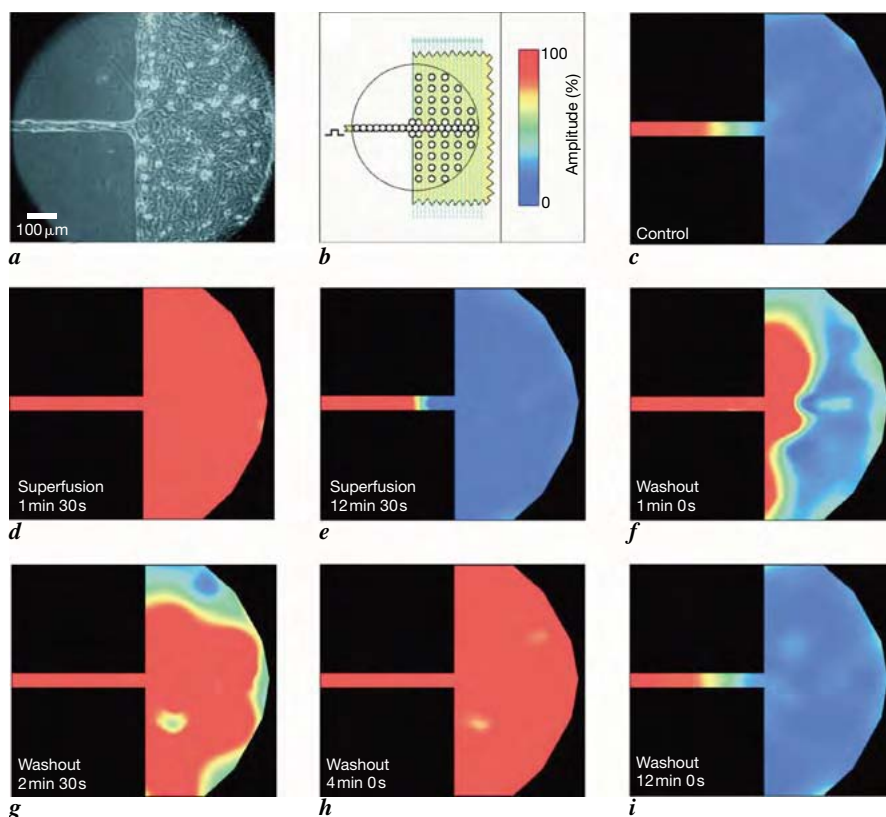 100 μm
a
b
100
Amplitude (%)
0
Control
c
Superfusion
1 min 30 s
d
Superfusion
12 min 30 s
e
Washout
1 min 0 s
f
Washout
2 min 30 s
g
Washout
4 min 0 s
h
Washout
12 min 0 s
i